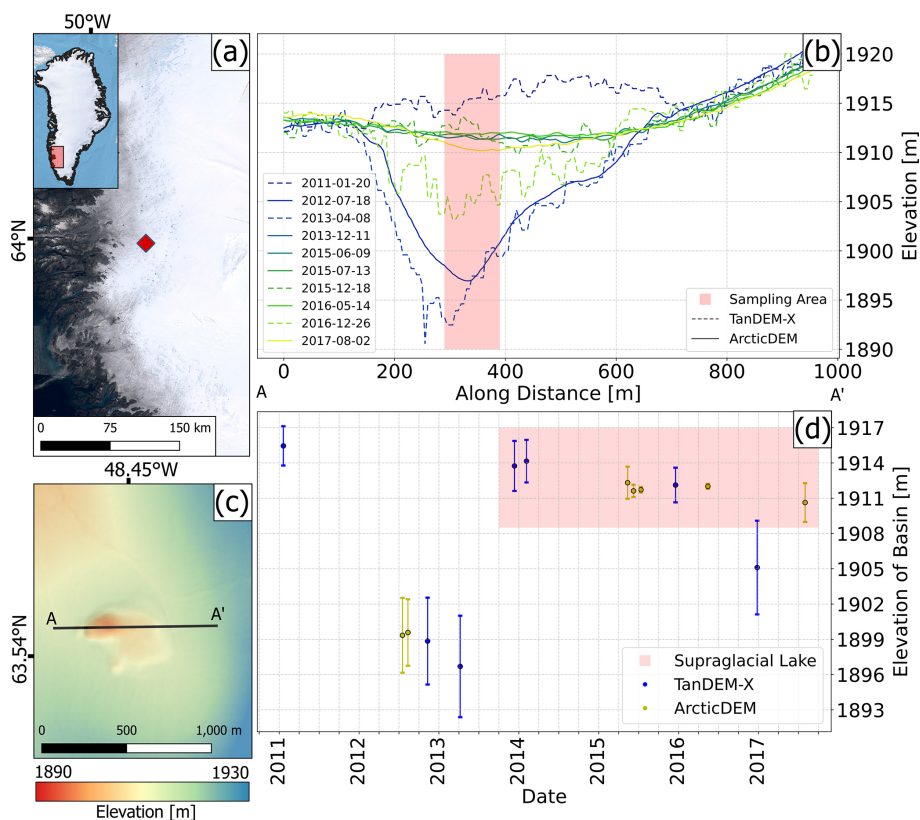 50°W
(a)
64°N
0 75 150 km
(b)
1920
1915
1910
1905
1900
1895
1890
Elevation [m]
2011-01-20
2012-07-18
2013-04-08
2013-12-11
2015-06-09
2015-07-13
2015-12-18
2016-05-14
2016-12-26
2017-08-02
Sampling Area
TanDEM-X
ArcticDEM
0 200 400 600 800 1000
A Along Distance [m] A'
48.45°W
(c)
A A'
63.54°N
0 500 1,000 m
1890 1930
Elevation [m]
(d)
1917
1914
1911
1908
1905
1902
1899
1896
1893
Elevation of Basin [m]
Supraglacial Lake
TanDEM-X
ArcticDEM
2011 2012 2013 2014 2015 2016 2017
Date